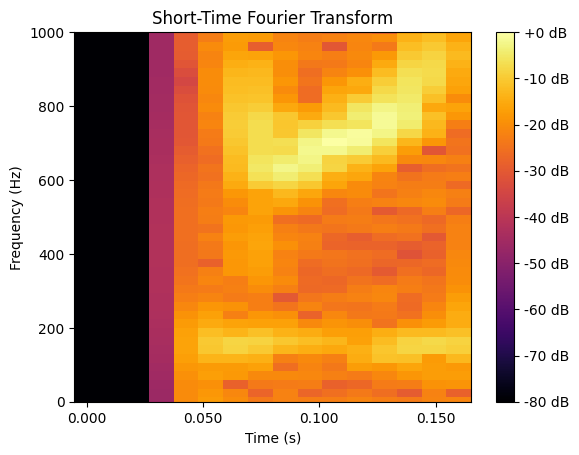 Short-Time Fourier Transform
1000
800
600
400
200
0
Frequency (Hz)
0.000
0.050
0.100
0.150
Time (s)
+0 dB
-10 dB
-20 dB
-30 dB
-40 dB
-50 dB
-60 dB
-70 dB
-80 dB